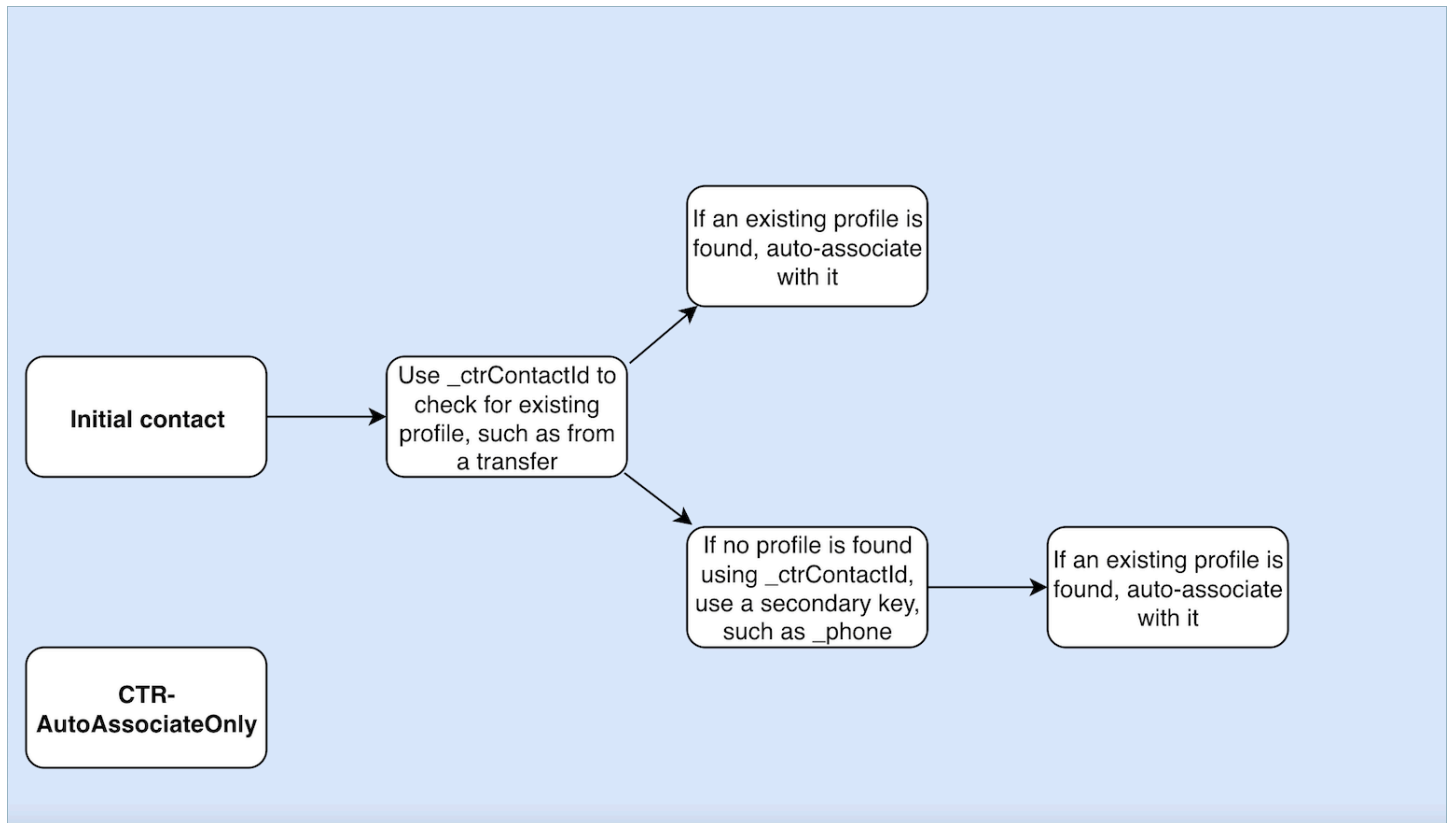 If an existing profile is
found, auto-associate
with it
Initial contact
Use _ctrContactId to
check for existing
profile, such as from
a transfer
If no profile is found
using _ctrContactId,
use a secondary key,
such as _phone
If an existing profile is
found, auto-associate
with it
CTR-
AutoAssociateOnly